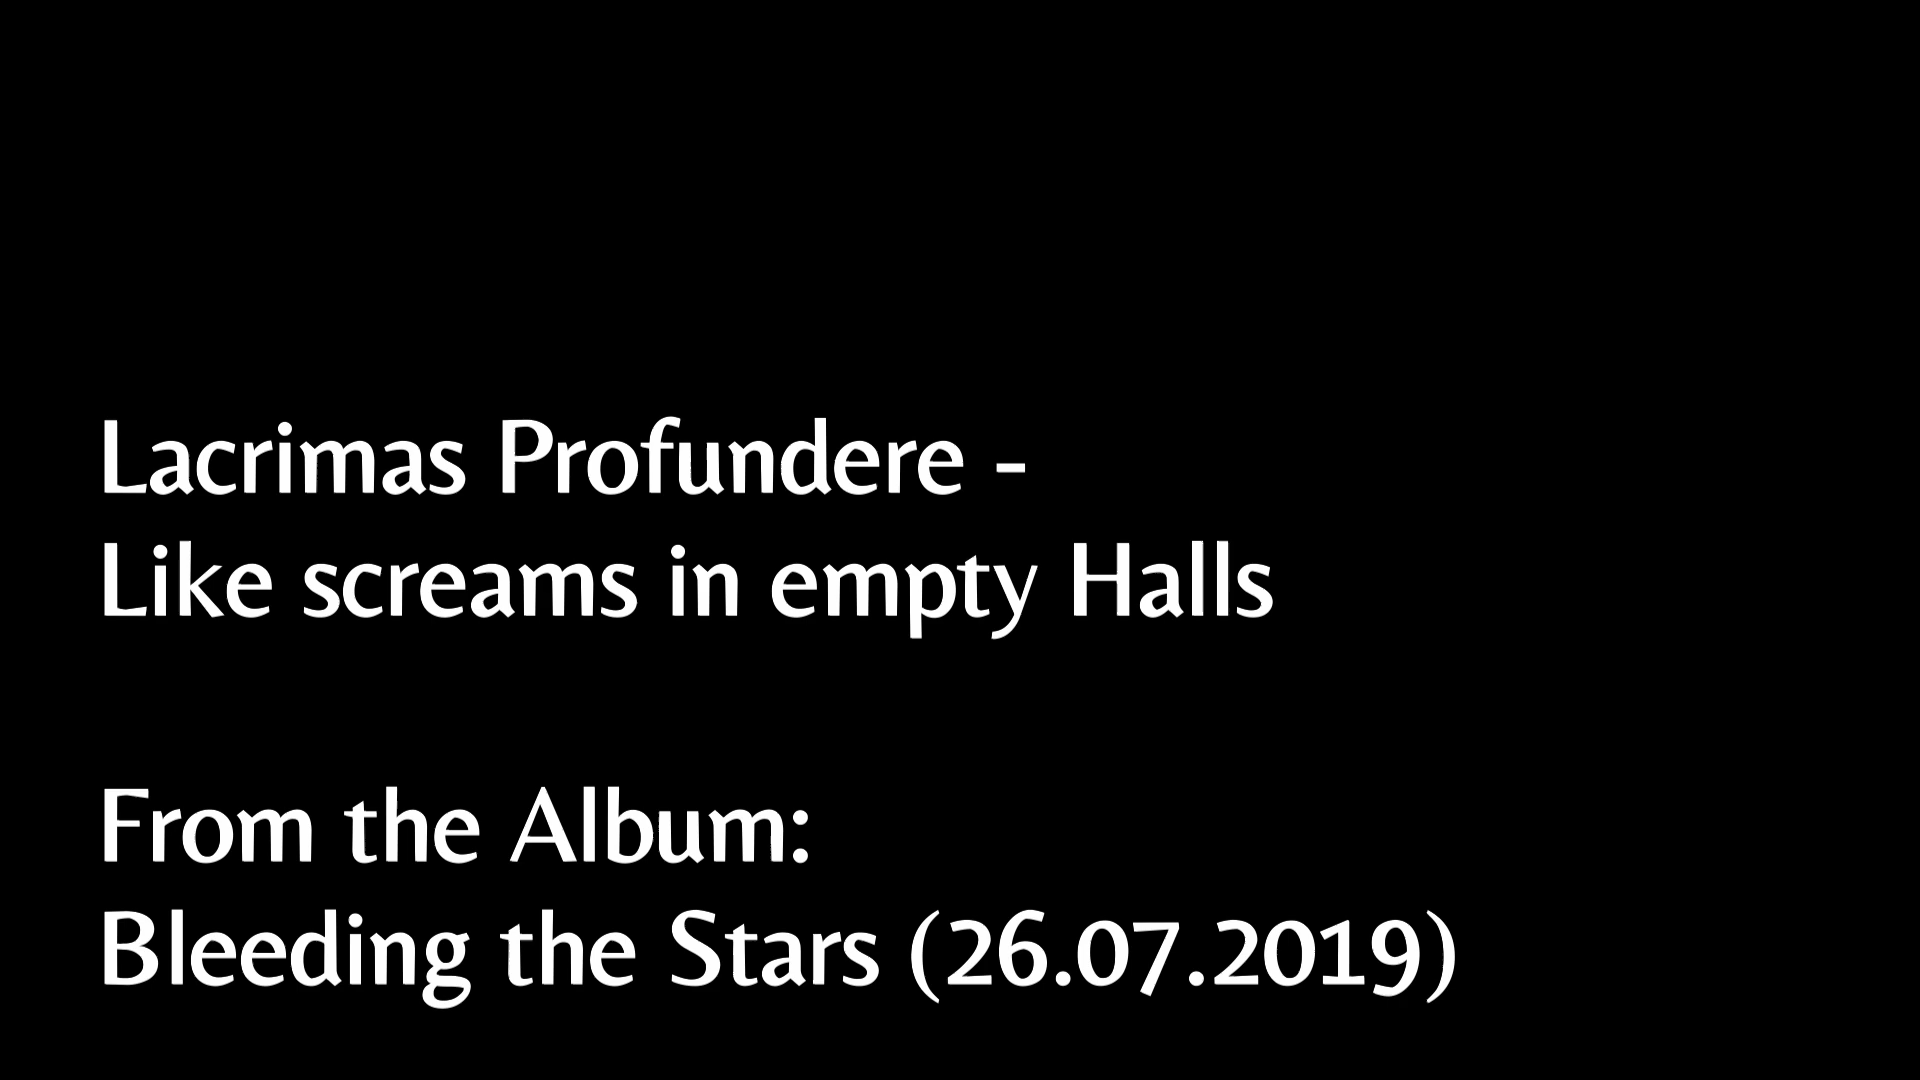 Lacrimas Profundere -
Like screams in empty Halls
From the Album:
Bleeding the Stars (26.07.2019)